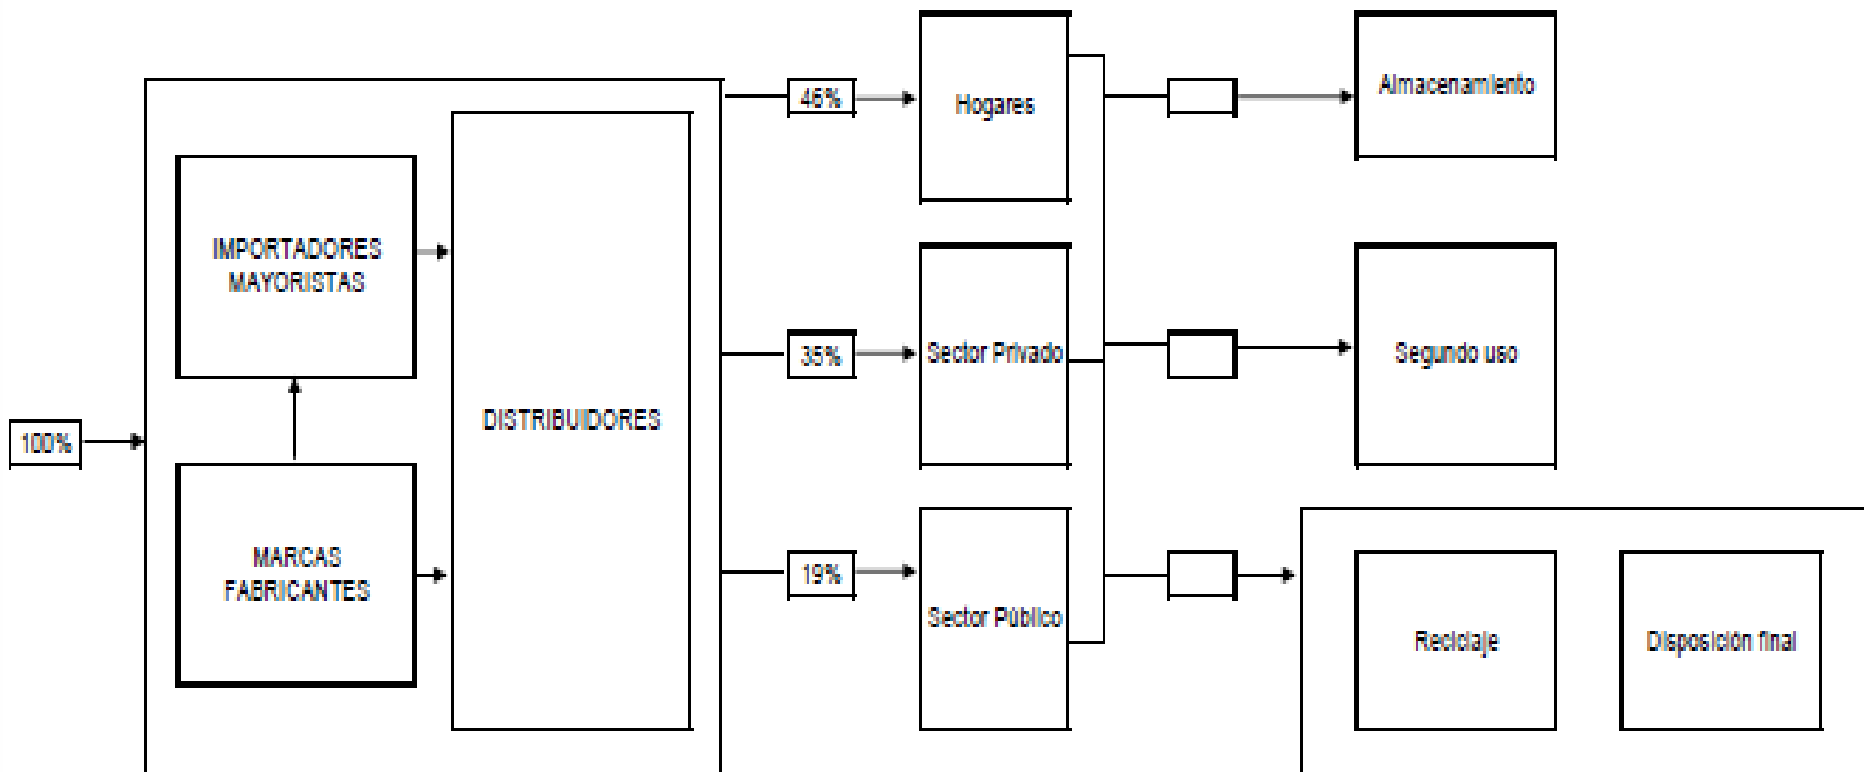 100%
IMPORTADORES
MAYORISTAS
MARCAS
FABRICANTES
DISTRIBUIDORES
46%
35%
19%
Hogares
Sector Privado
Sector Público
Almacenamiento
Segundo uso
Reciclaje
Disposición final